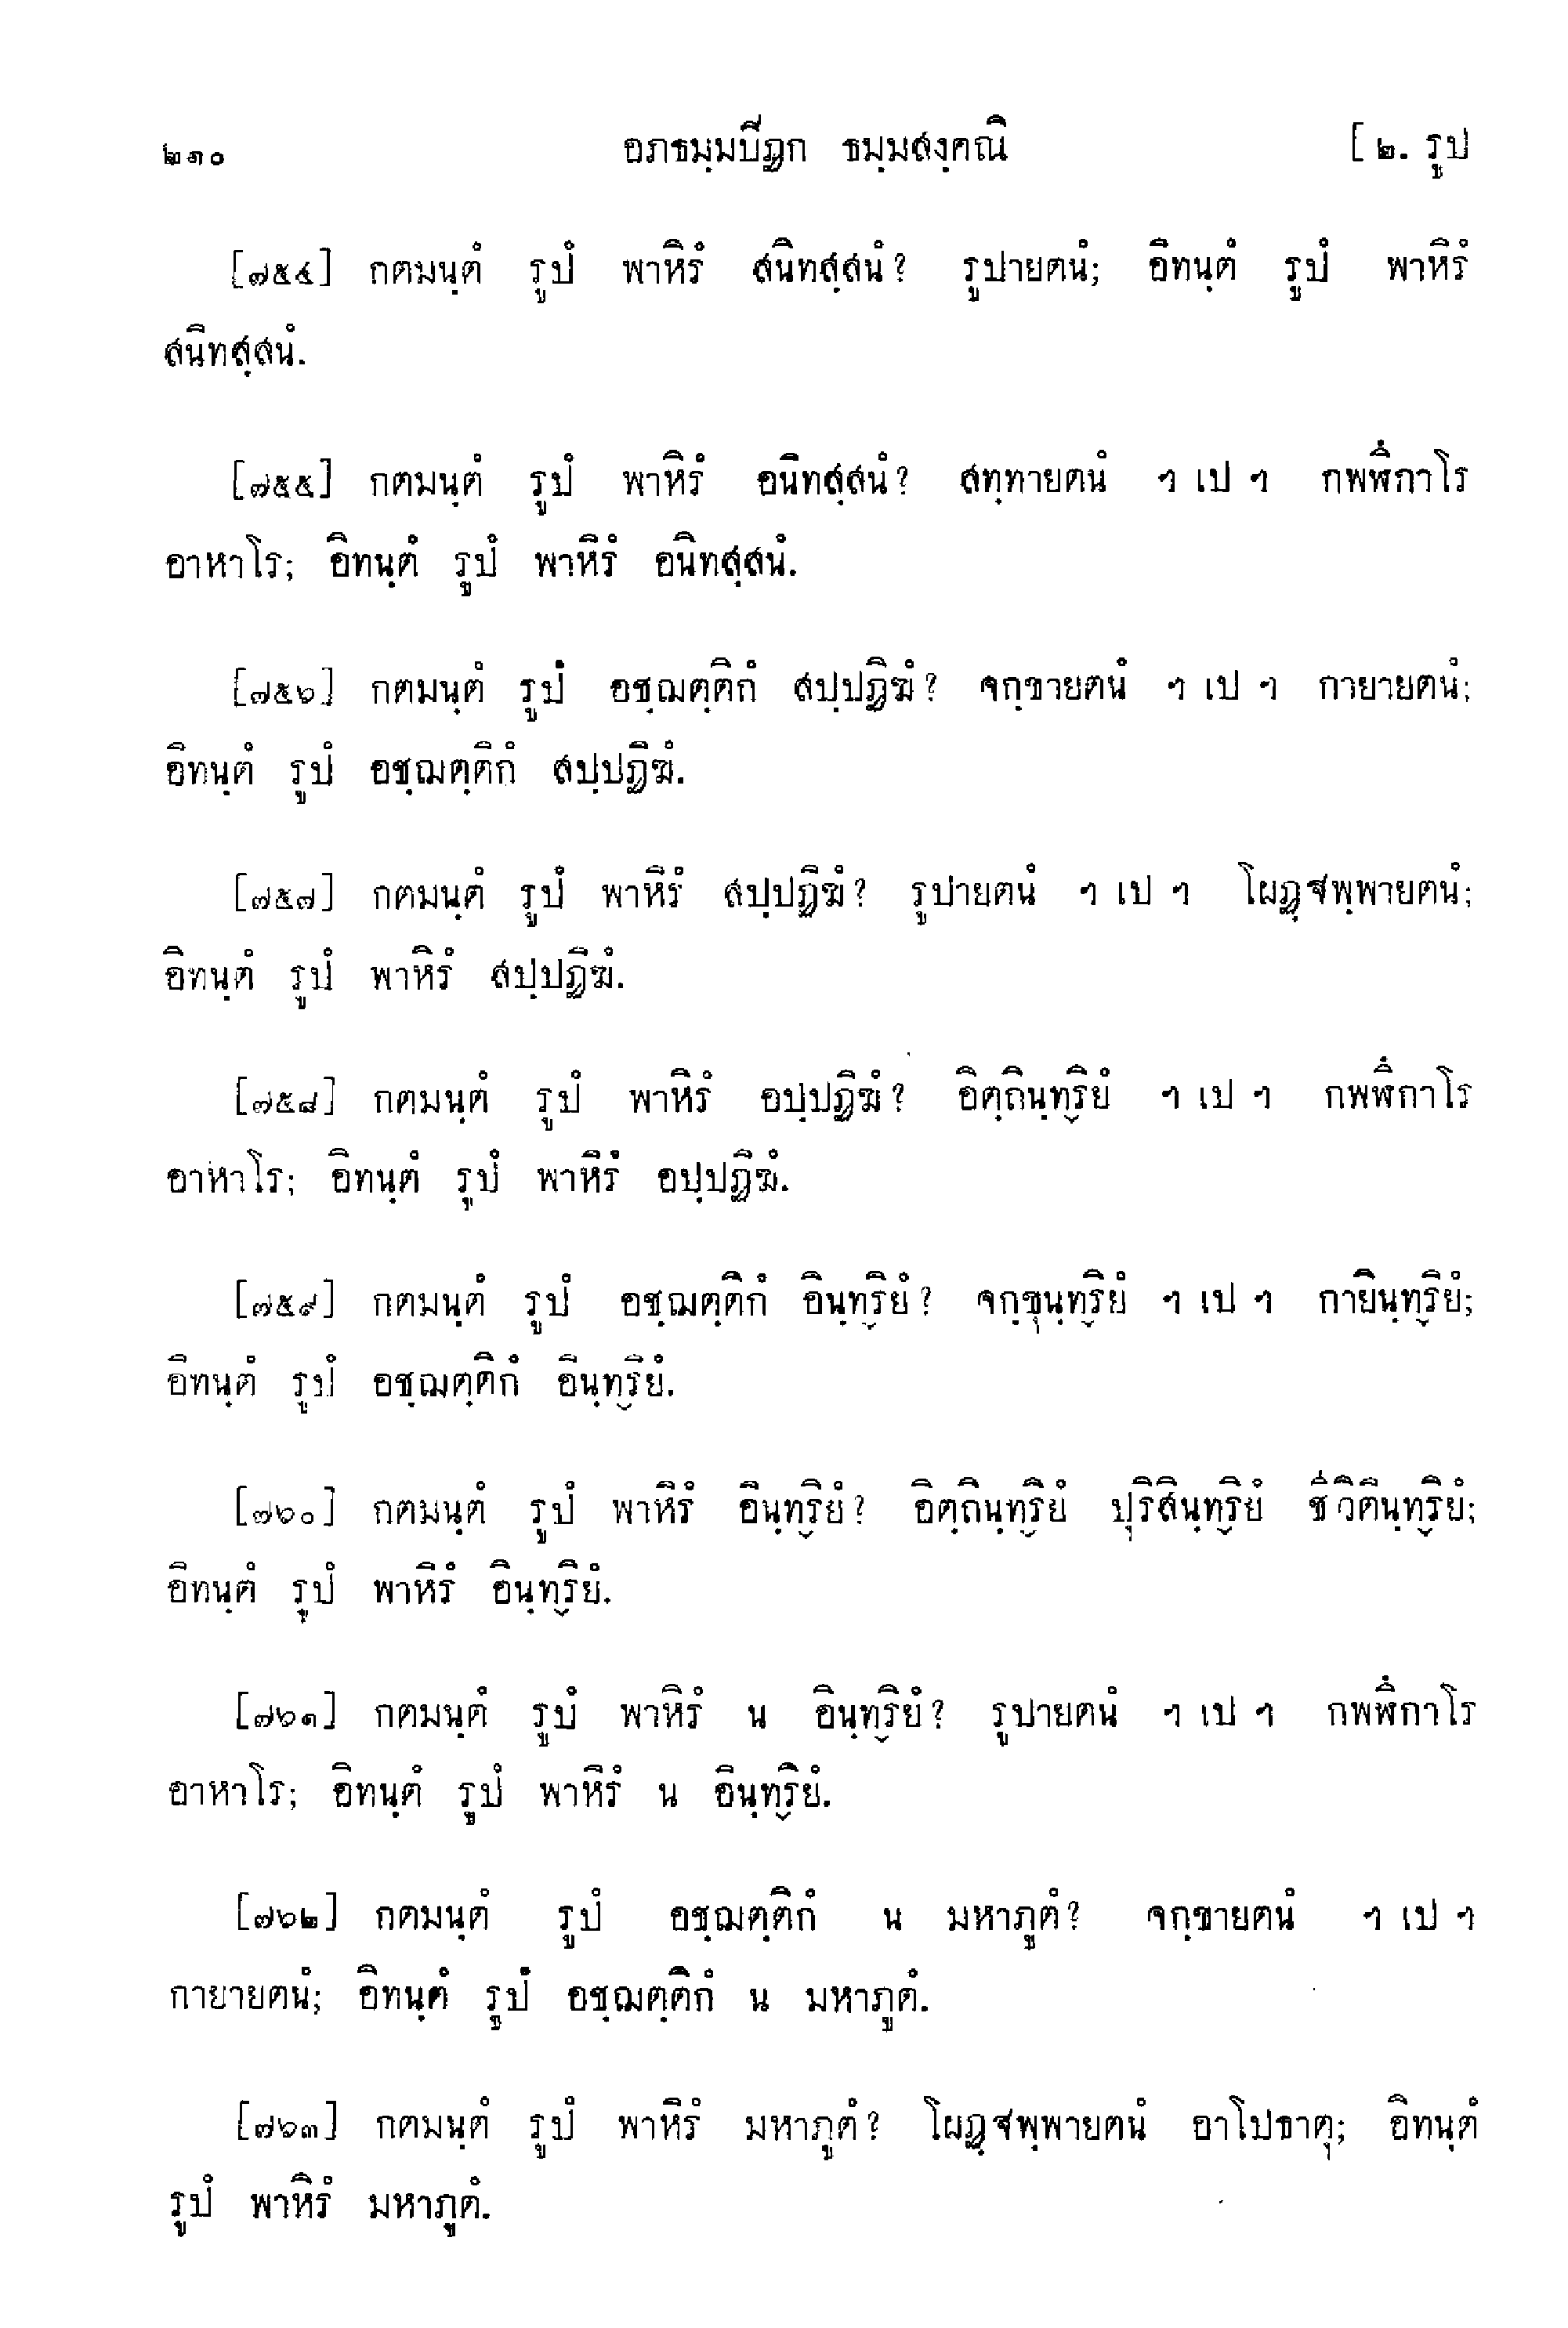 ๒๑๐ อภิธมฺมปิฏก ธมฺมสงฺคณี [ ๒. รูป
[๗๕๔] กตมนฺตํ รูปํ พาหิรํ สนิทสฺสนํ? รูปายตนํ; อิทนฺตํ รูปํ พาหิรํ
สนิทสฺสนํ.
[๗๕๕] กตมนฺตํ รูปํ พาหิรํ อนิทสฺสนํ? สทฺทายตนํ ฯ เป ฯ กพฬิํกาโร
อาหาโร; อิทนฺตํ รูปํ พาหิรํ อนิทสฺสนํ.
[๗๕๖] กตมนฺตํ รูปํ อชฺฌตฺติกํ สปฺปฏิฆํ? จกฺขายตนํ ฯ เป ฯ กายายตนํ;
อิทนฺตํ รูปํ อชฺฌตฺติกํ สปฺปฏิฆํ.
[๗๕๗] กตมนฺตํ รูปํ พาหิรํ สปฺปฏิฆํ? รูปายตนํ ฯ เป ฯ โผฏฺฐพฺพายตนํ;
อิทนฺตํ รูปํ พาหิรํ สปฺปฏิฆํ.
[๗๕๘] กตมนฺตํ รูปํ พาหิรํ อปฺปฏิฆํ? อิตฺถินฺทฺริยํ ฯ เป ฯ กพฬิํกาโร
อาหาโร; อิทนฺตํ รูปํ พาหิรํ อปฺปฏิฆํ.
[๗๕๙] กตมนฺตํ รูปํ อชฺฌตฺติกํ อินฺทฺริยํ? จกฺขุนฺทฺริยํ ฯ เป ฯ กายินฺทฺริยํ;
อิทนฺตํ รูปํ อชฺฌตฺติกํ อินฺทฺริยํ.
[๗๖๐] กตมนฺตํ รูปํ พาหิรํ อินฺทฺริยํ? อิตฺถินฺทฺริยํ ปุริสินฺทฺริยํ ชีวิตินฺทฺริยํ;
อิทนฺตํ รูปํ พาหิรํ อินฺทฺริยํ.
[๗๖๑] กตมนฺตํ รูปํ พาหิรํ น อินฺทฺริยํ? รูปายตนํ ฯ เป ฯ กพฬิํกาโร
อาหาโร; อิทนฺตํ รูปํ พาหิรํ น อินฺทฺริยํ.
[๗๖๒] กตมนฺตํ รูปํ อชฺฌตฺติกํ น มหาภูตํ? จกฺขายตนํ ฯ เป ฯ
กายายตนํ; อิทนฺตํ รูปํ อชฺฌตฺติกํ น มหาภูตํ.
[๗๖๓] กตมนฺตํ รูปํ พาหิรํ มหาภูตํ? โผฏฺฐพฺพายตนํ อาโปธาตุ; อิทนฺตํ
รูปํ พาหิรํ มหาภูตํ.